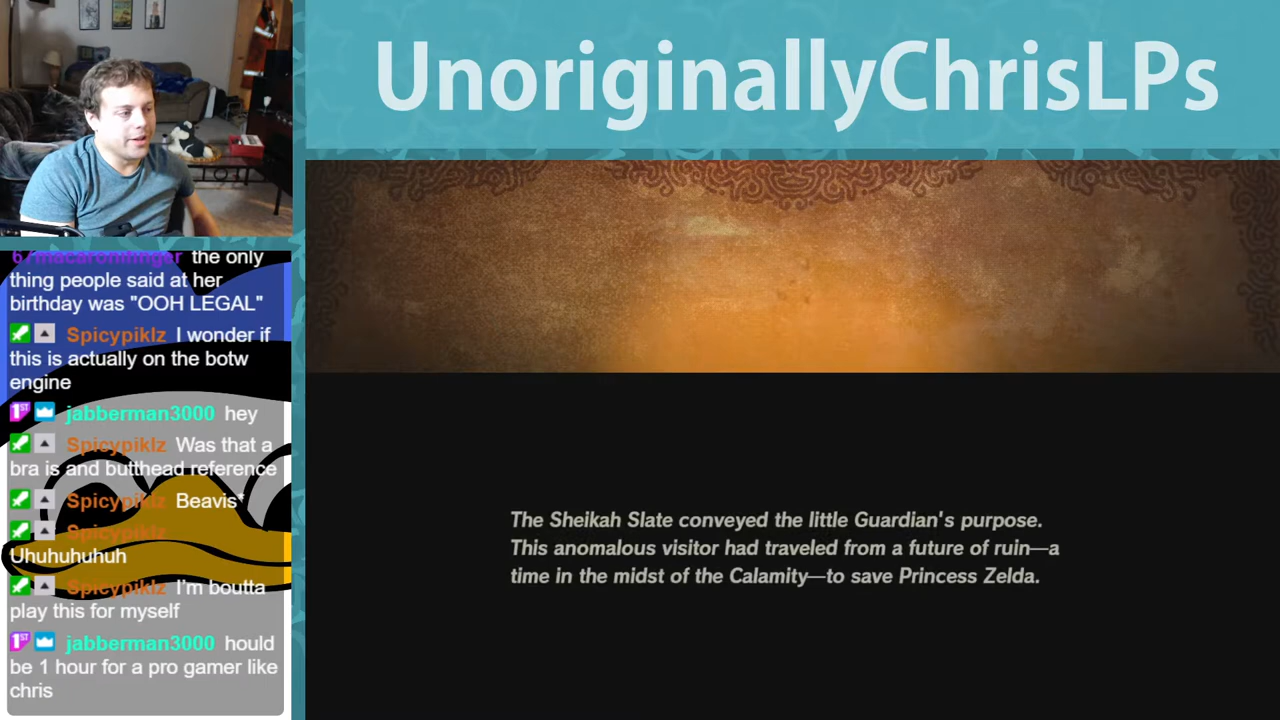 UnoriginallyChrisLPs
the only
thing people said at her
birthday was "OOH LEGAL"
Spicypiklz I wonder if
this is actually on the botw
engine
jabberman3000 hey
Spicypiklz Was that a
bra is and butthead reference
Spicypiklz Beavis*
Spicypiklz
Uhuhuhuhuh
Spicypiklz I'm boutta
play this for myself
jabberman3000 hould
be 1 hour for a pro gamer like
chris
The Sheikah Slate conveyed the little Guardian's purpose.
This anomalous visitor had traveled from a future of ruin—a
time in the midst of the Calamity—to save Princess Zelda.